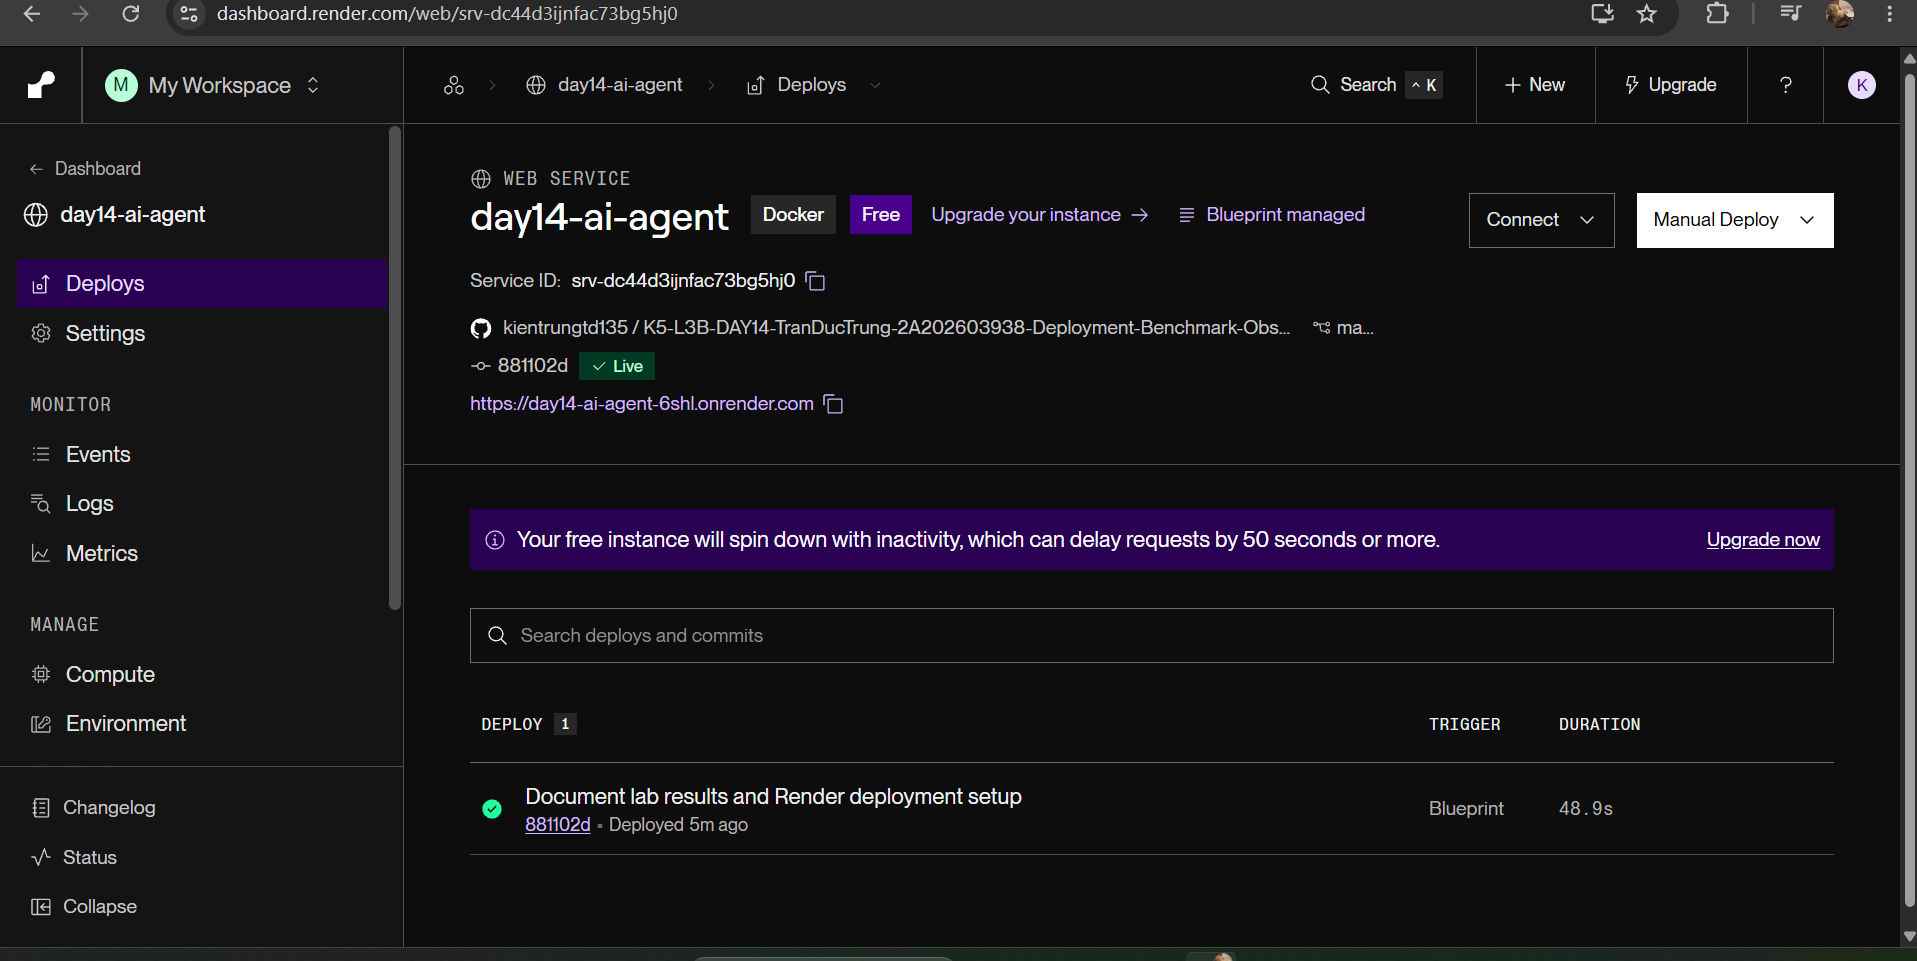 dashboard.render.com/web/srv-dc44d3ijnfac73bg5hj0
M My Workspace
day14-ai-agent
Deploys
Search ^ K
+ New
Upgrade
?
K
← Dashboard
day14-ai-agent
Deploys
Settings
MONITOR
Events
Logs
Metrics
MANAGE
Compute
Environment
Changelog
Status
Collapse
WEB SERVICE
day14-ai-agent Docker Free Upgrade your instance → Blueprint managed
Connect
Manual Deploy
Service ID: srv-dc44d3ijnfac73bg5hj0
kientrungtd135 / K5-L3B-DAY14-TranDucTrung-2A202603938-Deployment-Benchmark-Obs... ma...
881102d Live
https://day14-ai-agent-6shl.onrender.com
Your free instance will spin down with inactivity, which can delay requests by 50 seconds or more. Upgrade now
Search deploys and commits
DEPLOY 1 TRIGGER DURATION
Document lab results and Render deployment setup
881102d Deployed 5m ago
Blueprint 48.9s